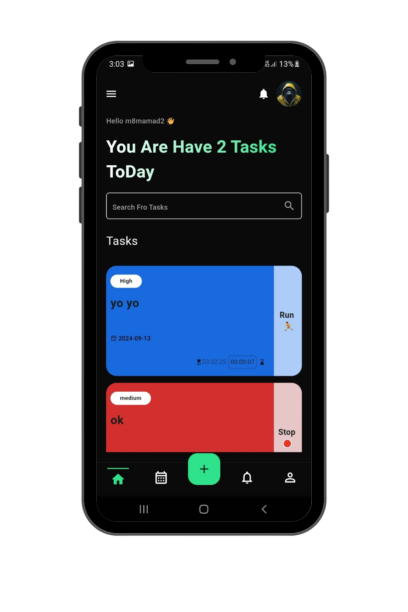 3:03
13%
Hello m8mamad2 👋
You Are Have 2 Tasks
ToDay
Search Fro Tasks
Tasks
High
yo yo
2024-09-13
Run
00:00:07
medium
ok
Stop